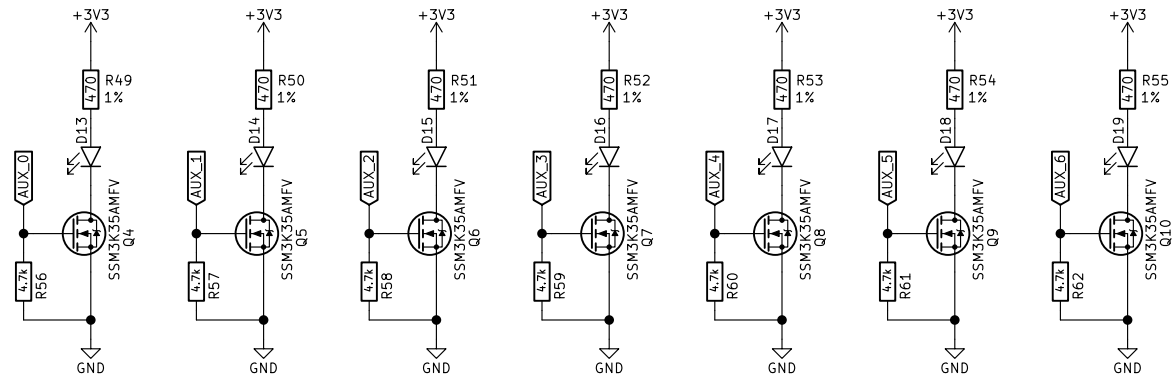 +3V3
470
R49
1%
D13
AUX_0
SSM3K35AMFV
Q4
4.7k
R56
GND
+3V3
470
R50
1%
D14
AUX_1
SSM3K35AMFV
Q5
4.7k
R57
GND
+3V3
470
R51
1%
D15
AUX_2
SSM3K35AMFV
Q6
4.7k
R58
GND
+3V3
470
R52
1%
D16
AUX_3
SSM3K35AMFV
Q7
4.7k
R59
GND
+3V3
470
R53
1%
D17
AUX_4
SSM3K35AMFV
Q8
4.7k
R60
GND
+3V3
470
R54
1%
D18
AUX_5
SSM3K35AMFV
Q9
4.7k
R61
GND
+3V3
470
R55
1%
D19
AUX_6
SSM3K35AMFV
Q10
4.7k
R62
GND